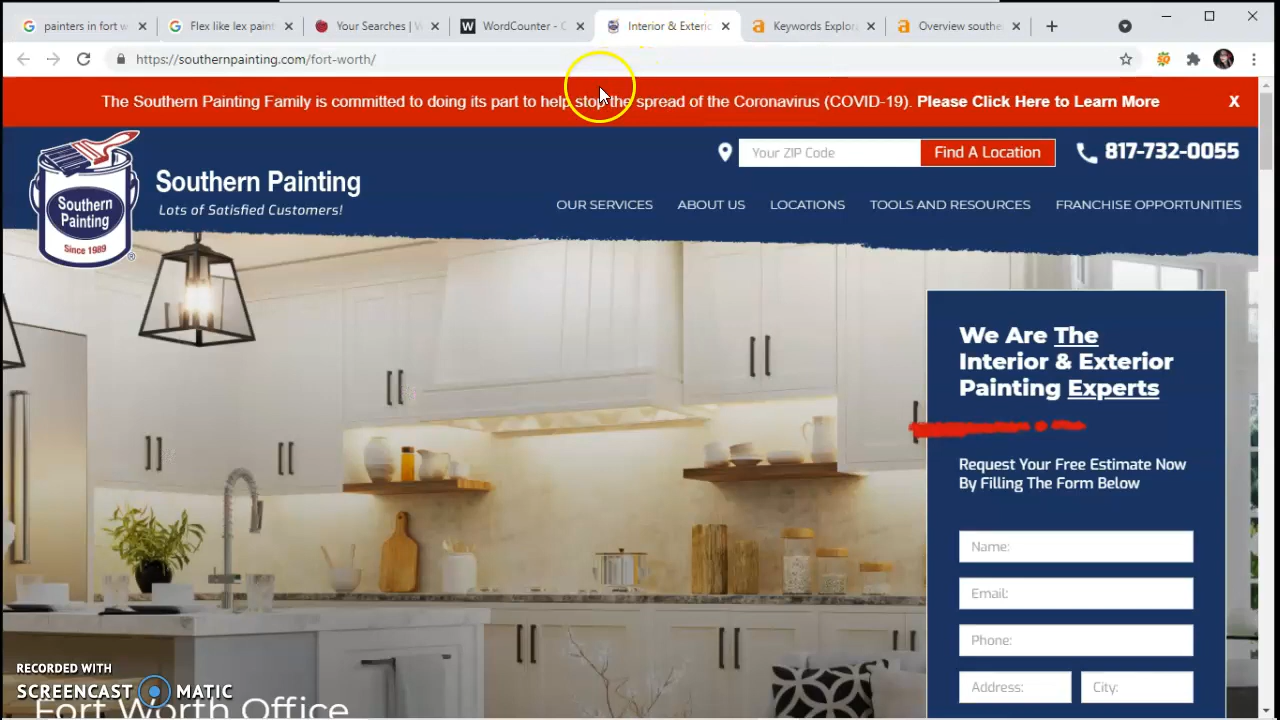 painters in fort w
Flex like lex paint
Your Searches | W
WordCounter - C
Interior & Exteric
Keywords Explora
Overview southe
https://southernpainting.com/fort-worth/
The Southern Painting Family is committed to doing its part to help stop the spread of the Coronavirus (COVID-19). Please Click Here to Learn More X
Your ZIP Code
Find A Location
817-732-0055
Southern Painting
Since 1989
Southern Painting
Lots of Satisfied Customers!
OUR SERVICES ABOUT US LOCATIONS TOOLS AND RESOURCES FRANCHISE OPPORTUNITIES
We Are The
Interior & Exterior
Painting Experts
Request Your Free Estimate Now
By Filling The Form Below
Name:
Email:
Phone:
Address: City:
RECORDED WITH
SCREENCAST MATIC
Fort Worth Office